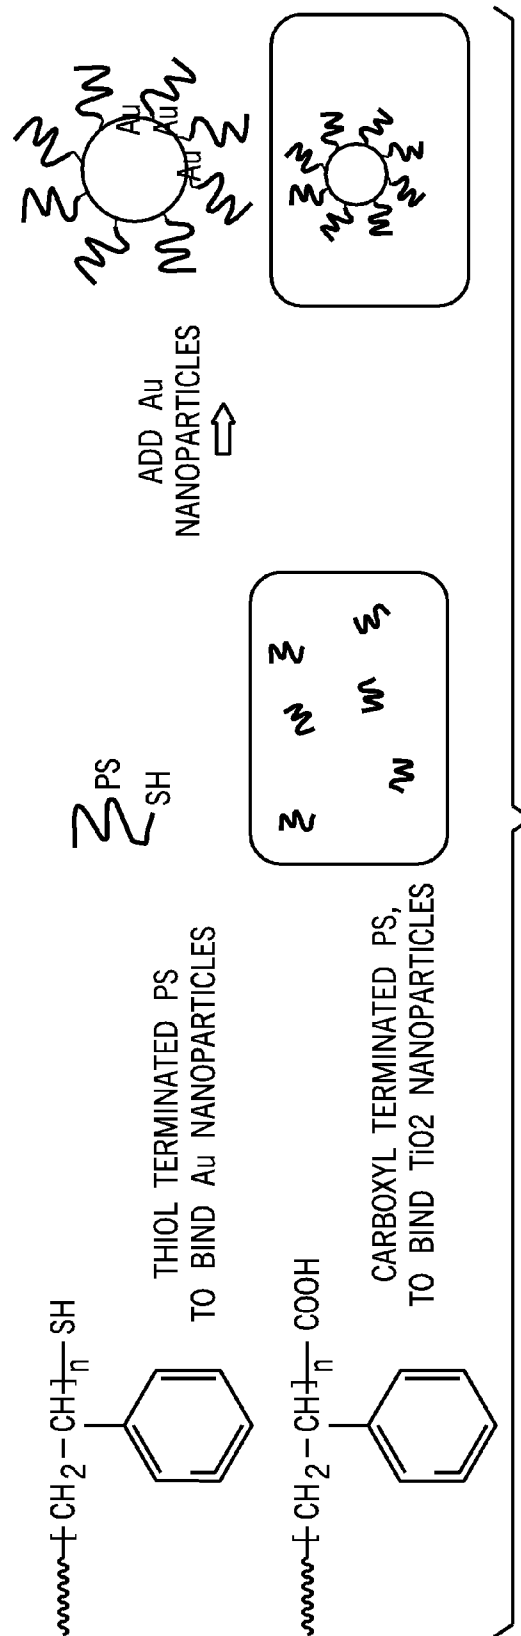 [CH2-CH]n-SH
THIOL TERMINATED PS
TO BIND Au NANOPARTICLES
[CH2-CH]n-COOH
CARBOXYL TERMINATED PS,
TO BIND TiO2 NANOPARTICLES
PS
SH
ADD Au
NANOPARTICLES
Au
Au
Au